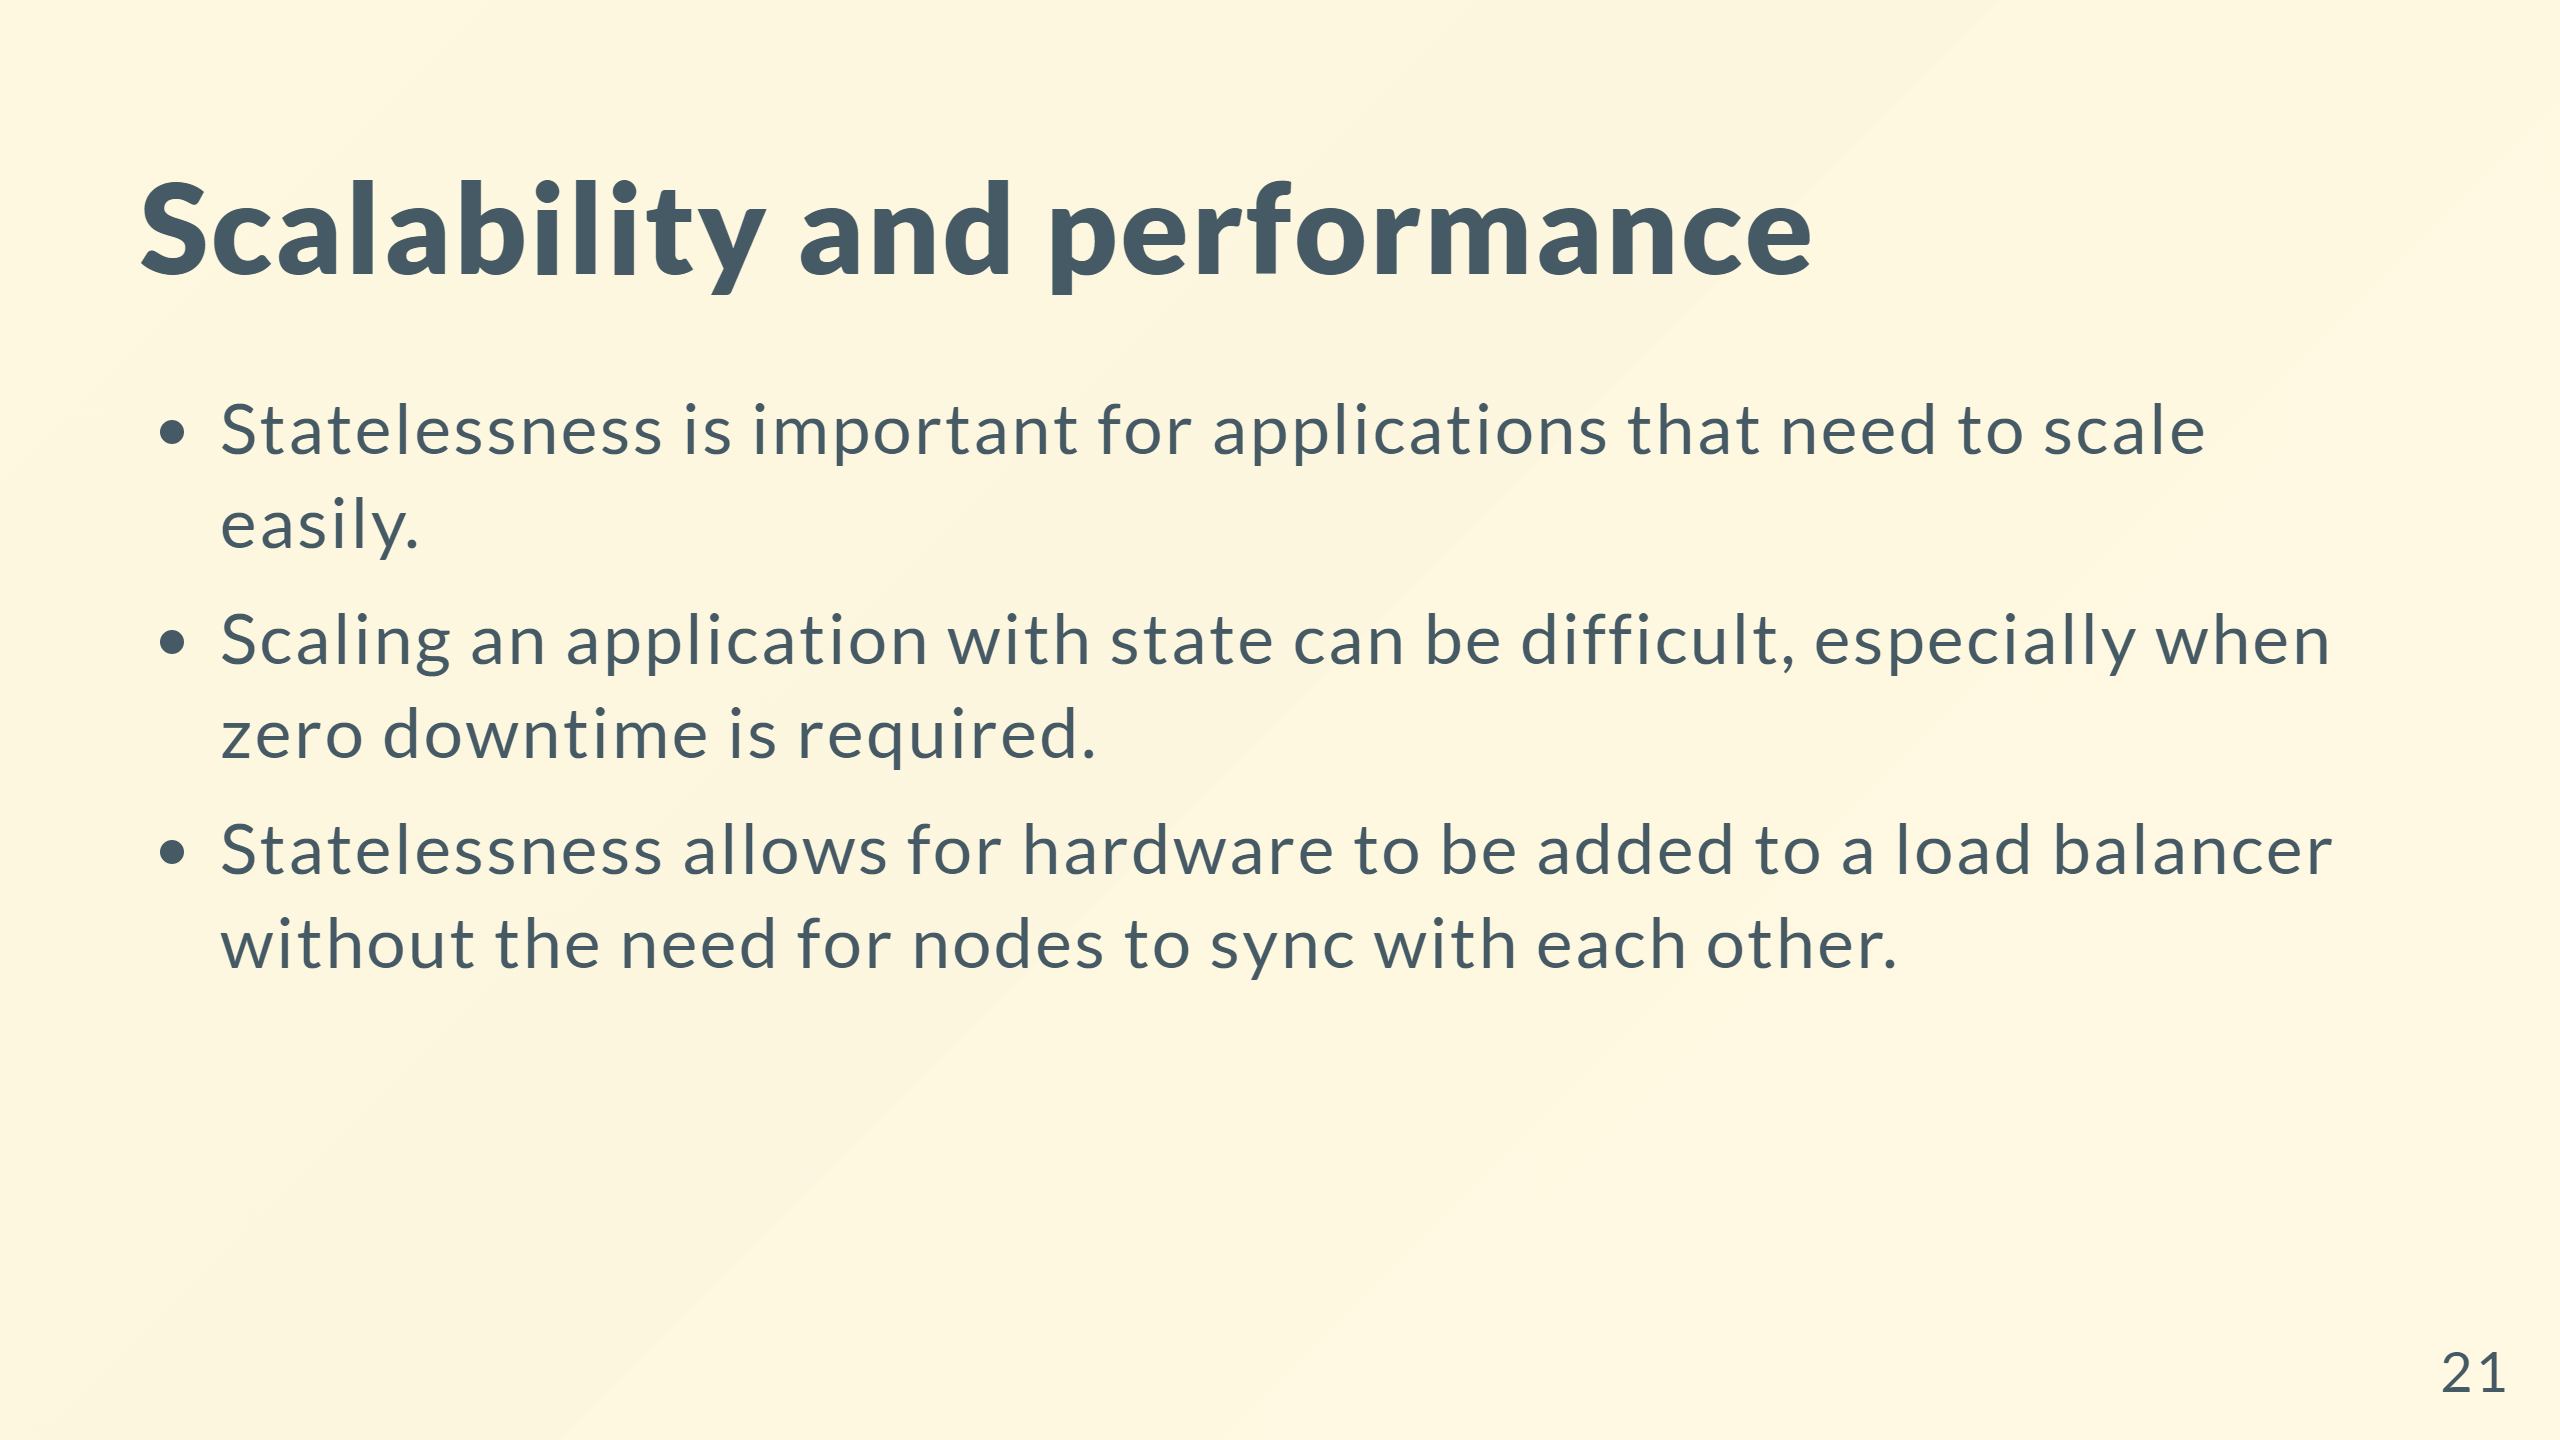 Scalability and performance
• Statelessness is important for applications that need to scale
easily.
• Scaling an application with state can be difficult, especially when
zero downtime is required.
• Statelessness allows for hardware to be added to a load balancer
without the need for nodes to sync with each other.
21